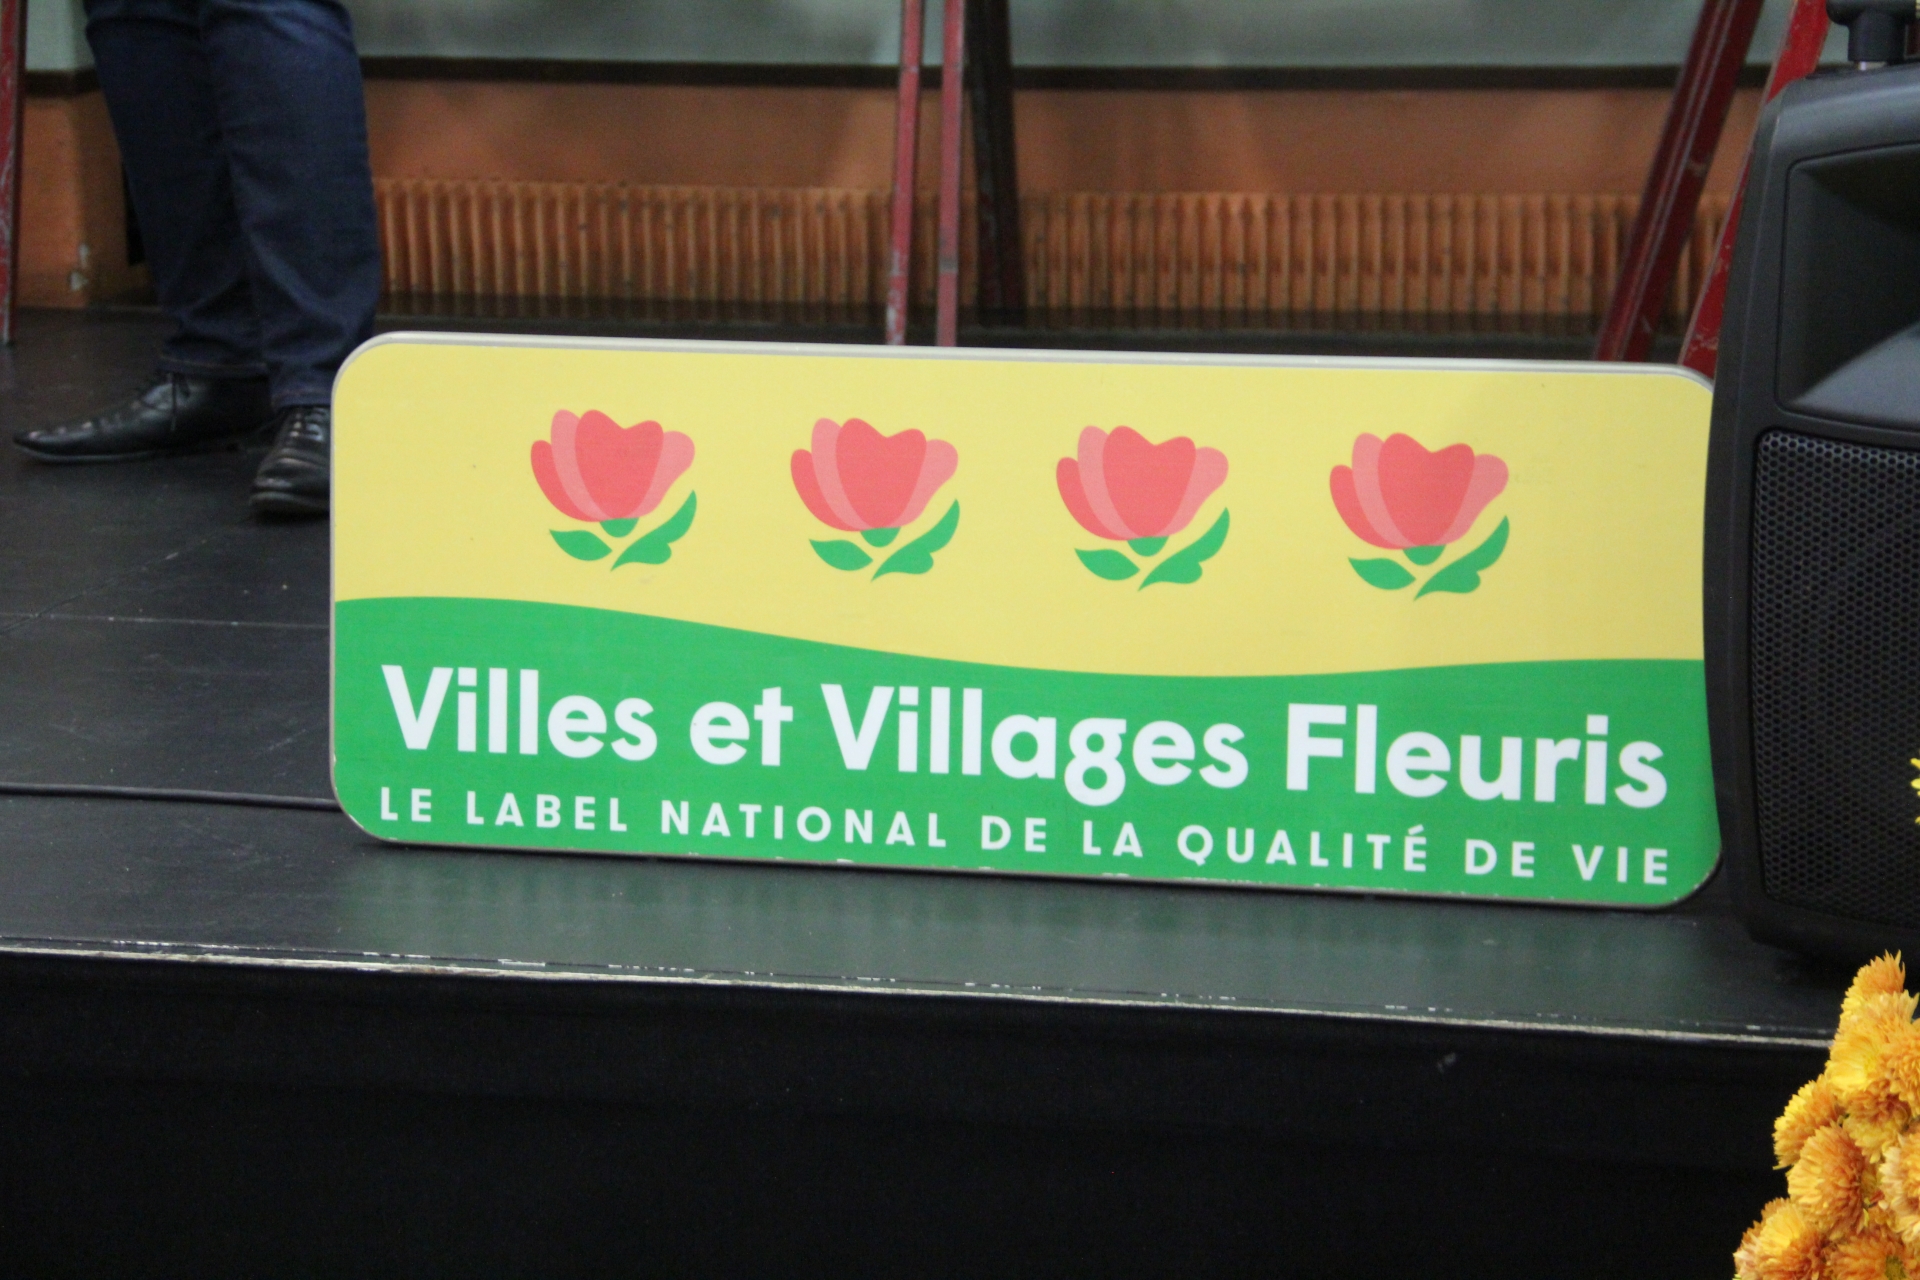 Villes et Villages Fleuris
LE LABEL NATIONAL DE LA QUALITÉ DE VIE